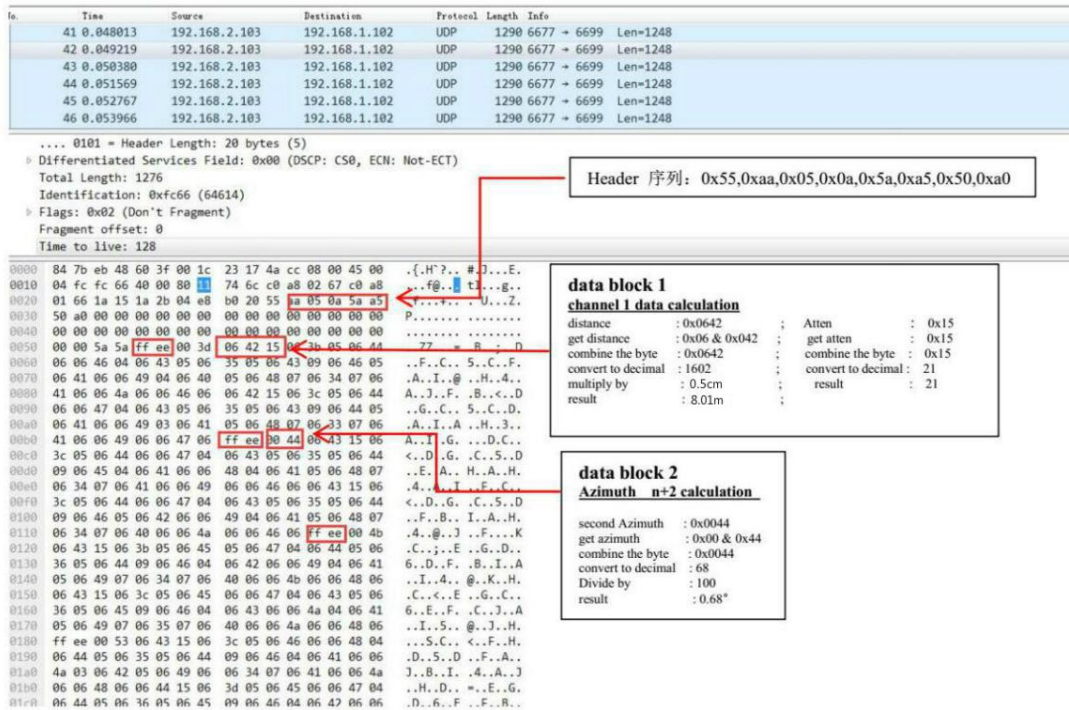 No. Time Source Destination Protocol Length Info
41 0.048013 192.168.2.103 192.168.1.102 UDP 1290 6677 → 6699 Len=1248
42 0.049219 192.168.2.103 192.168.1.102 UDP 1290 6677 → 6699 Len=1248
43 0.050380 192.168.2.103 192.168.1.102 UDP 1290 6677 → 6699 Len=1248
44 0.051569 192.168.2.103 192.168.1.102 UDP 1290 6677 → 6699 Len=1248
45 0.052767 192.168.2.103 192.168.1.102 UDP 1290 6677 → 6699 Len=1248
46 0.053966 192.168.2.103 192.168.1.102 UDP 1290 6677 → 6699 Len=1248
.... 0101 = Header Length: 20 bytes (5)
Differentiated Services Field: 0x00 (DSCP: CS0, ECN: Not-ECT)
Total Length: 1276
Identification: 0xfc66 (64614)
Flags: 0x02 (Don't Fragment)
Fragment offset: 0
Time to live: 128
Header 序列：0x55,0xaa,0x05,0x0a,0x5a,0xa5,0x50,0xa0
0000 84 7b eb 48 60 3f 00 1c 23 17 4a cc 08 00 45 00 .{.H`?.. #.J...E.
0010 04 fc fc 66 40 00 80 11 74 6c c0 a8 02 67 c0 a8
0020 01 66 1a 15 1a 2b 04 e8 b0 20 55 aa 05 0a 5a a5
0030 50 a0 00 00 00 00 00 00 00 00 00 00 00 00 00 00 P....... ........
0040 00 00 00 00 00 00 00 00 00 00 00 00 00 00 00 00 ........ ........
0050 00 00 5a 5a ff ee 00 3d 06 42 15 06 3b 05 06 44
0060 06 06 46 04 06 43 05 06 35 05 06 43 09 06 46 05 ..F..C.. 5..C..F.
0070 06 41 06 06 49 04 06 40 05 06 48 07 06 34 07 06 .A..I..@ ..H..4..
0080 41 06 06 4a 06 06 46 06 06 42 15 06 3c 05 06 44 A..J..F. .B..<..D
0090 06 06 47 04 06 43 05 06 35 05 06 43 09 06 44 05 ..G..C.. 5..C..D.
00a0 06 41 06 06 49 03 06 41 05 06 48 07 06 33 07 06 .A..I..A ..H..3..
00b0 41 06 06 49 06 06 47 06 ff ee 00 44 06 43 15 06 A..I..G. ...D.C..
00c0 3c 05 06 44 06 06 47 04 06 43 05 06 35 05 06 44 <..D..G. .C..5..D
00d0 09 06 45 04 06 41 06 06 48 04 06 41 05 06 48 07 ..E..A.. H..A..H.
00e0 06 34 07 06 41 06 06 49 06 06 46 06 06 43 15 06 .4..A..I ..F..C..
00f0 3c 05 06 44 06 06 47 04 06 43 05 06 35 05 06 44 <..D..G. .C..5..D
0100 09 06 46 05 06 42 06 06 49 04 06 41 05 06 48 07 ..F..B.. I..A..H.
0110 06 34 07 06 40 06 06 4a 06 06 46 06 ff ee 00 4b .4..@..J ..F....K
0120 06 43 15 06 3b 05 06 45 05 06 47 04 06 44 05 06 .C..;..E ..G..D..
0130 36 05 06 44 09 06 46 04 06 42 06 06 49 04 06 41 6..D..F. .B..I..A
0140 05 06 49 07 06 34 07 06 40 06 06 4b 06 06 48 06 ..I..4.. @..K..H.
0150 06 43 15 06 3c 05 06 45 06 06 47 04 06 43 05 06 .C..<..E ..G..C..
0160 36 05 06 45 09 06 46 04 06 43 06 06 4a 04 06 41 6..E..F. .C..J..A
0170 05 06 49 07 06 35 07 06 40 06 06 4a 06 06 48 06 ..I..5.. @..J..H.
0180 ff ee 00 53 06 43 15 06 3c 05 06 46 06 06 48 04 ...S.C.. <..F..H.
0190 06 44 05 06 35 05 06 44 09 06 46 04 06 41 06 06 .D..5..D ..F..A..
01a0 4a 03 06 42 05 06 49 06 06 34 07 06 41 06 06 4a J..B..I. .4..A..J
01b0 06 06 48 06 06 44 15 06 3d 05 06 45 06 06 47 04 ..H..D.. =..E..G.
01c0 06 44 05 06 36 05 06 45 09 06 46 04 06 42 06 06 .D..6..E ..F..B..
data block 1
channel 1 data calculation
distance : 0x0642 ; Atten : 0x15
get distance : 0x06 & 0x042 ; get atten : 0x15
combine the byte : 0x0642 ; combine the byte : 0x15
convert to decimal : 1602 ; convert to decimal : 21
multiply by : 0.5cm ; result : 21
result : 8.01m ;
data block 2
Azimuth n+2 calculation
second Azimuth : 0x0044
get azimuth : 0x00 & 0x44
combine the byte : 0x0044
convert to decimal : 68
Divide by : 100
result : 0.68°